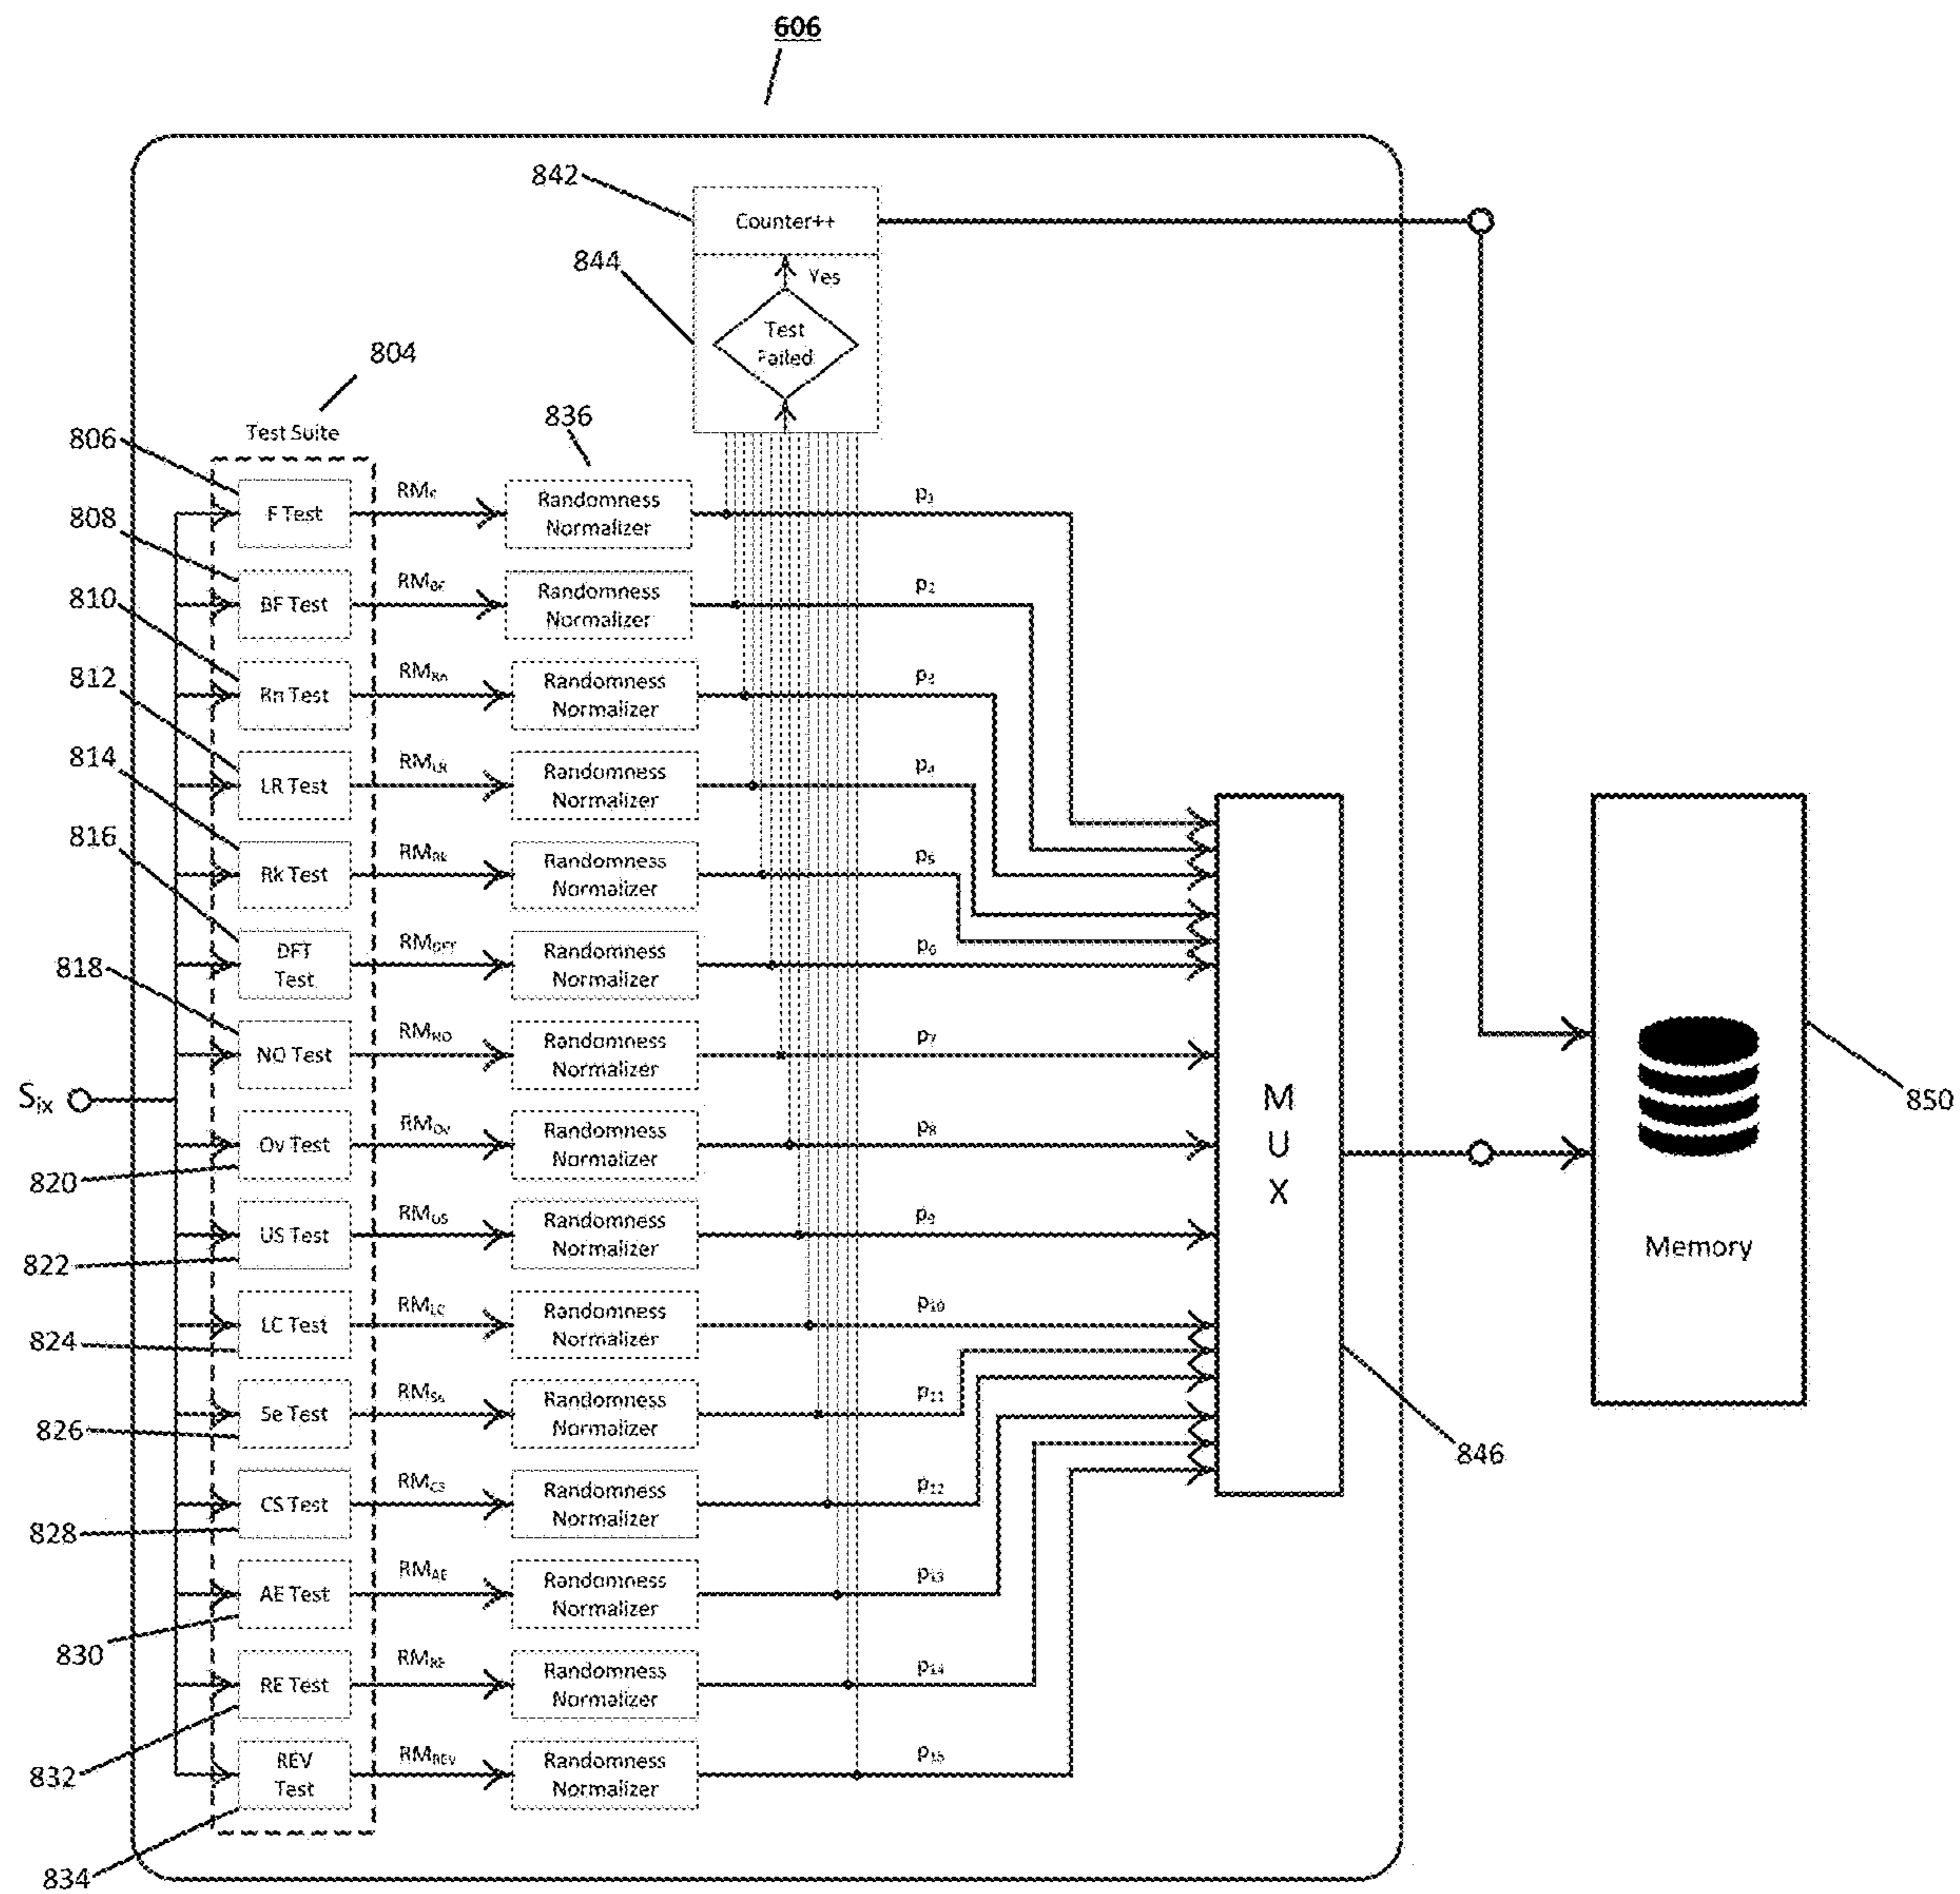 606
842
Counter++
844
Yes
Test
Failed
804
836
Test Suite
806
F Test
RM
Randomness
Normalizer
p1
808
BF Test
RMBF
Randomness
Normalizer
p2
810
Rn Test
RMRn
Randomness
Normalizer
p3
812
LR Test
RMLR
Randomness
Normalizer
p4
814
Rk Test
RMRk
Randomness
Normalizer
p5
816
DFT
Test
RMDFT
Randomness
Normalizer
p6
818
NO Test
RMNO
Randomness
Normalizer
p7
Six
Ov Test
RMOv
Randomness
Normalizer
p8
820
US Test
RMUS
Randomness
Normalizer
p9
822
LC Test
RMLC
Randomness
Normalizer
p10
824
Se Test
RMSe
Randomness
Normalizer
p11
826
CS Test
RMCS
Randomness
Normalizer
p12
828
AE Test
RMAE
Randomness
Normalizer
p13
830
RE Test
RMRE
Randomness
Normalizer
p14
832
REV
Test
RMREV
Randomness
Normalizer
p15
834
M
U
X
846
Memory
850